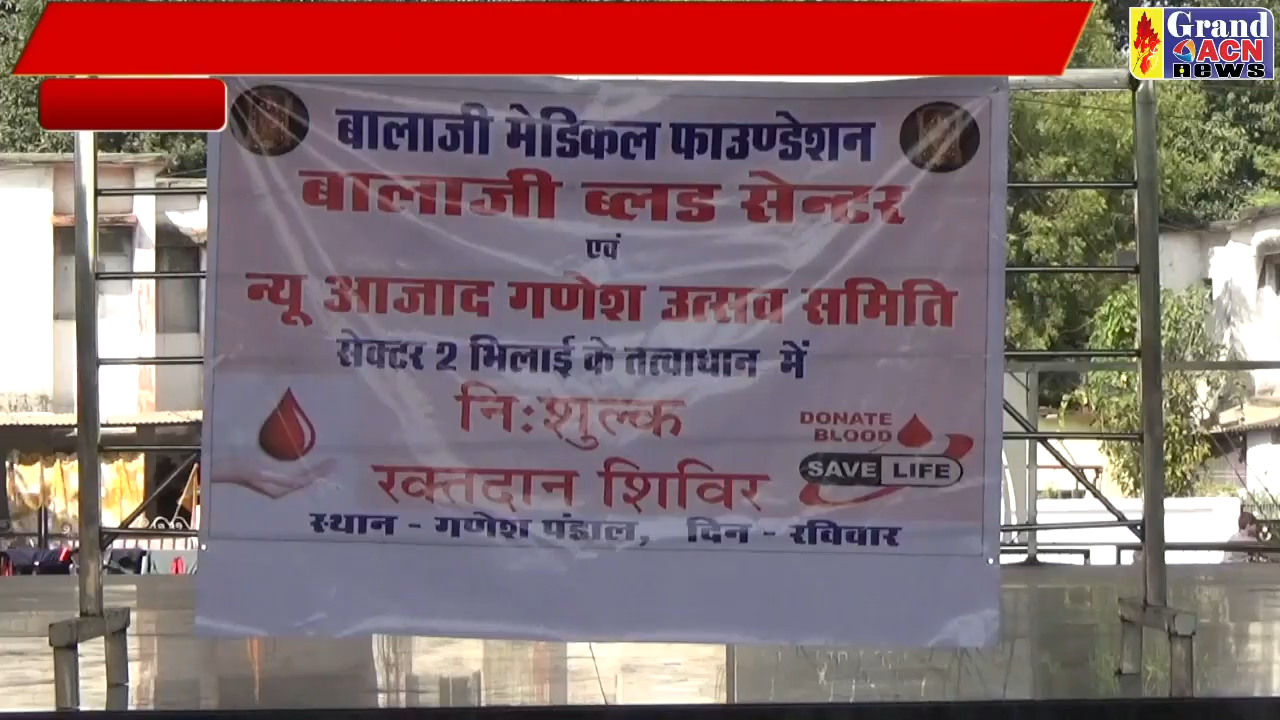 Grand
ACN
news
बालाजी मेडिकल फाउण्डेशन
बालाजी ब्लड सेन्टर
एवं
न्यू आजाद गणेश उत्सव समिति
सेक्टर 2 भिलाई के तत्वाधान में
नि:शुल्क
रक्तदान शिविर
DONATE
BLOOD
SAVE LIFE
स्थान - गणेश पंडाल, दिन - रविवार